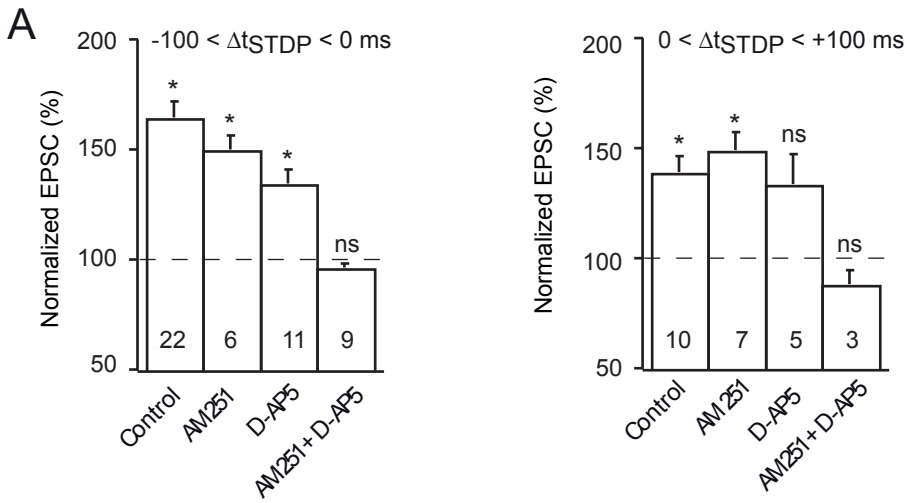 A
-100 < ΔtSTDP < 0 ms
Normalized EPSC (%)
200
150
100
50
*
*
*
ns
22
6
11
9
Control
AM251
D-AP5
AM251+ D-AP5
0 < ΔtSTDP < +100 ms
Normalized EPSC (%)
200
150
100
50
*
*
ns
ns
10
7
5
3
Control
AM251
D-AP5
AM251+ D-AP5